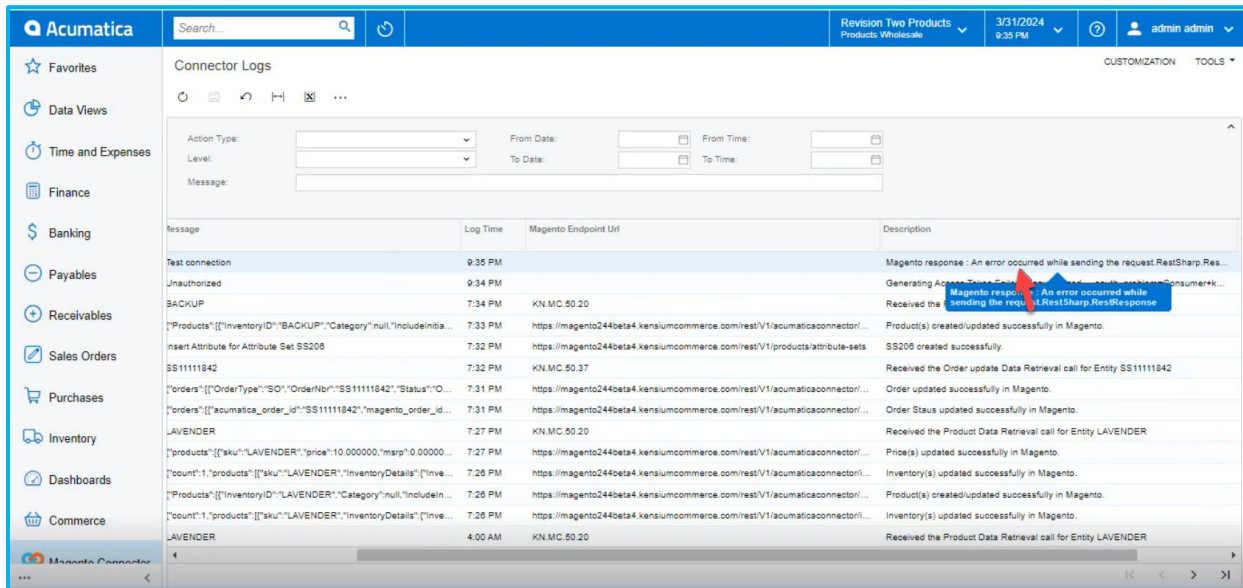 Acumatica
Search...
Revision Two Products
Products Wholesale
3/31/2024
9:35 PM
admin admin
Favorites
Data Views
Time and Expenses
Finance
Banking
Payables
Receivables
Sales Orders
Purchases
Inventory
Dashboards
Commerce
Magento Connector
Connector Logs
CUSTOMIZATION TOOLS
Action Type: From Date: From Time:
Level: To Date: To Time:
Message:
Message Log Time Magento Endpoint Url Description
Test connection 9:35 PM Magento response : An error occurred while sending the request.RestSharp.Res...
Unauthorized 9:34 PM Generating Access Token
Magento : An error occurred while
sending the RestSharp.RestResponse
BACKUP 7:34 PM KN.MC.50.20 Received the
["Products":[{"InventoryID":"BACKUP","Category":null,"IncludeInitia... 7:33 PM https://magento244beta4.kensiumcommerce.com/rest/V1/acumaticaconnector/... Product(s) created/updated successfully in Magento.
Insert Attribute for Attribute Set SS206 7:32 PM https://magento244beta4.kensiumcommerce.com/rest/V1/products/attribute-sets SS206 created successfully.
SS11111842 7:32 PM KN.MC.50.37 Received the Order update Data Retrieval call for Entity SS11111842
["orders":[{"OrderType":"SO","OrderNbr":"SS11111842","Status":"O... 7:31 PM https://magento244beta4.kensiumcommerce.com/rest/V1/acumaticaconnector/... Order updated successfully in Magento.
["orders":[{"acumatica_order_id":"SS11111842","magento_order_id... 7:31 PM https://magento244beta4.kensiumcommerce.com/rest/V1/acumaticaconnector/... Order Staus updated successfully in Magento.
LAVENDER 7:27 PM KN.MC.50.20 Received the Product Data Retrieval call for Entity LAVENDER
["products":[{"sku":"LAVENDER","price":10.000000,"msrp":0.00000... 7:27 PM https://magento244beta4.kensiumcommerce.com/rest/V1/acumaticaconnector/... Price(s) updated successfully in Magento.
["count":1,"products":[{"sku":"LAVENDER","InventoryDetails":{"Inve... 7:26 PM https://magento244beta4.kensiumcommerce.com/rest/V1/acumaticaconnector/i... Inventory(s) updated successfully in Magento.
["Products":[{"InventoryID":"LAVENDER","Category":null,"IncludeIn... 7:26 PM https://magento244beta4.kensiumcommerce.com/rest/V1/acumaticaconnector/... Product(s) created/updated successfully in Magento.
["count":1,"products":[{"sku":"LAVENDER","InventoryDetails":{"Inve... 7:26 PM https://magento244beta4.kensiumcommerce.com/rest/V1/acumaticaconnector/i... Inventory(s) updated successfully in Magento.
LAVENDER 4:00 AM KN.MC.50.20 Received the Product Data Retrieval call for Entity LAVENDER